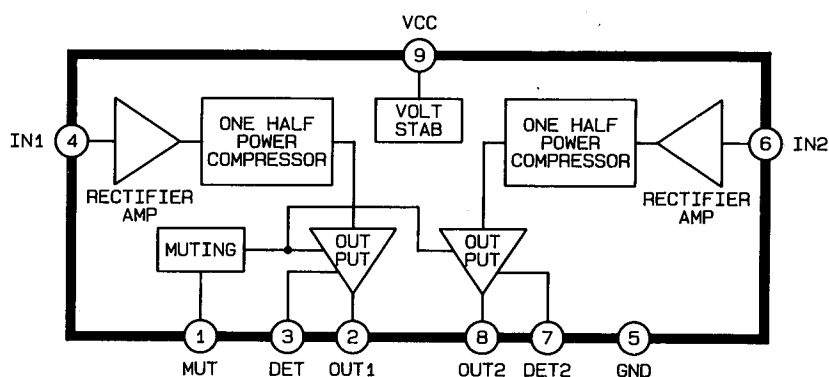 VCC
9
VOLT
STAB
IN1
4
RECTIFIER
AMP
ONE HALF
POWER
COMPRESSOR
ONE HALF
POWER
COMPRESSOR
6
IN2
RECTIFIER
AMP
MUTING
OUT
PUT
OUT
PUT
1
3
2
8
7
5
MUT
DET
OUT1
OUT2
DET2
GND